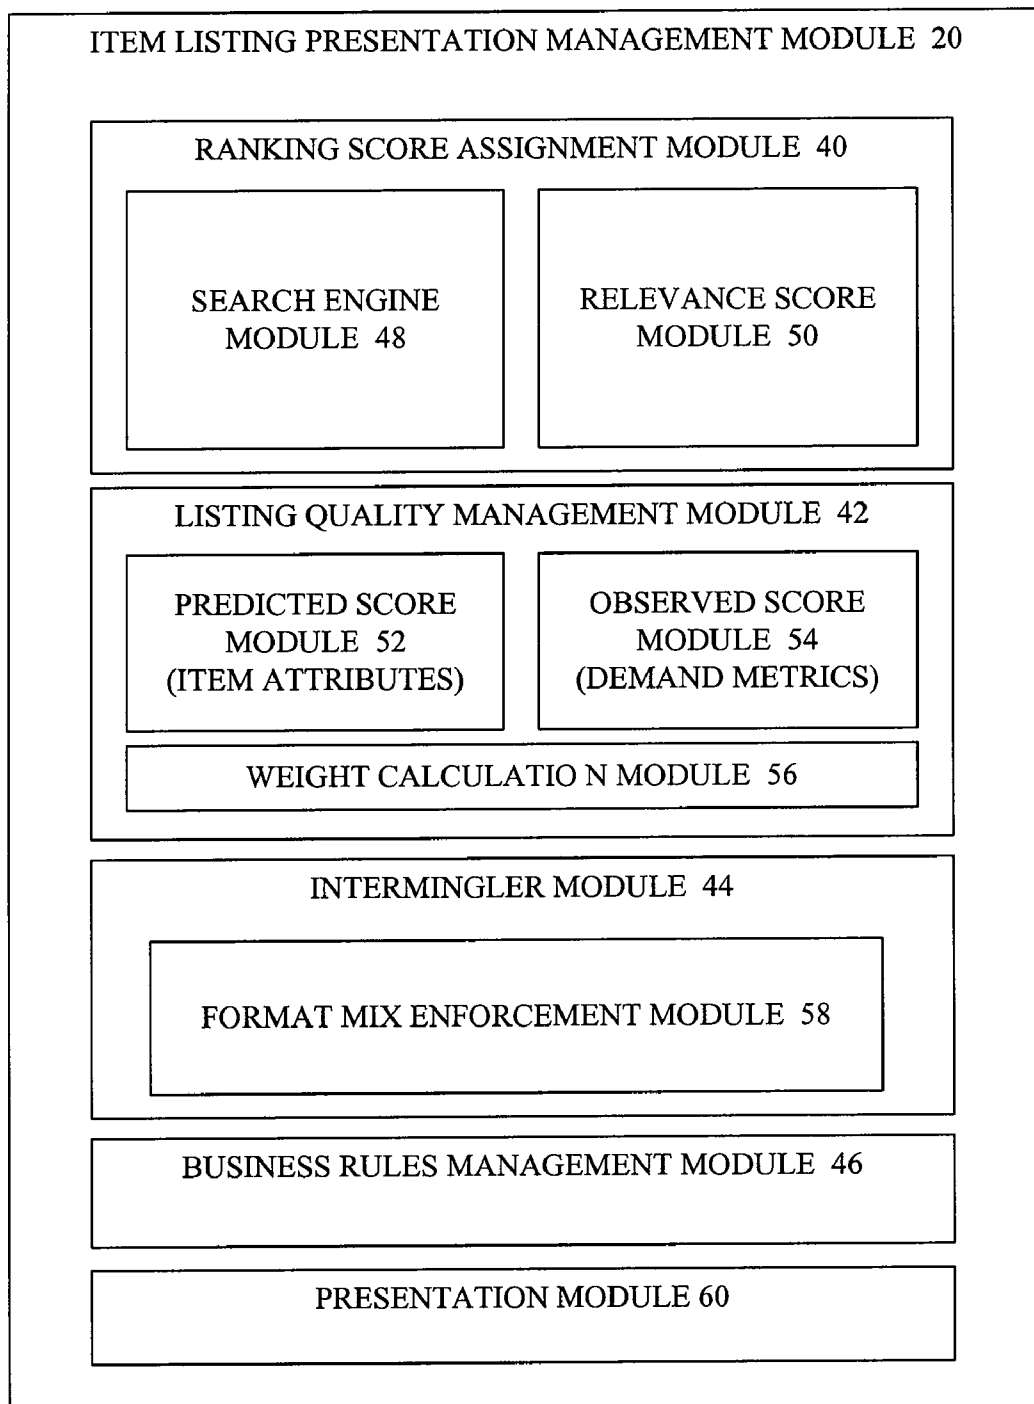 ITEM LISTING PRESENTATION MANAGEMENT MODULE 20
RANKING SCORE ASSIGNMENT MODULE 40
SEARCH ENGINE
MODULE 48
RELEVANCE SCORE
MODULE 50
LISTING QUALITY MANAGEMENT MODULE 42
PREDICTED SCORE
MODULE 52
(ITEM ATTRIBUTES)
OBSERVED SCORE
MODULE 54
(DEMAND METRICS)
WEIGHT CALCULATIO N MODULE 56
INTERMINGLER MODULE 44
FORMAT MIX ENFORCEMENT MODULE 58
BUSINESS RULES MANAGEMENT MODULE 46
PRESENTATION MODULE 60